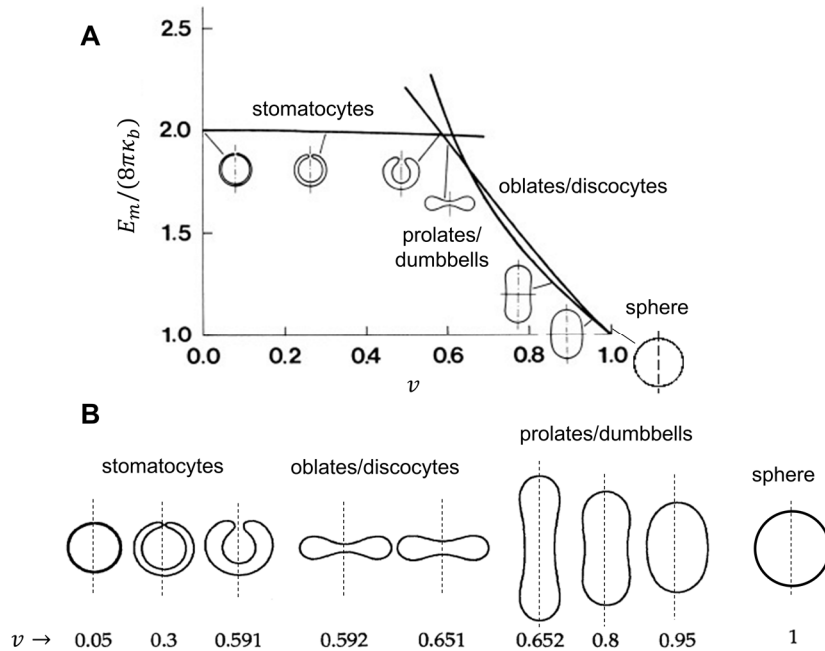 A
2.5
2.0
1.5
1.0
E_m/(8πκ_b)
stomatocytes
oblates/discocytes
prolates/
dumbbells
sphere
0.0 0.2 0.4 0.6 0.8 1.0
v
B
stomatocytes
oblates/discocytes
prolates/dumbbells
sphere
v → 0.05 0.3 0.591 0.592 0.651 0.652 0.8 0.95 1